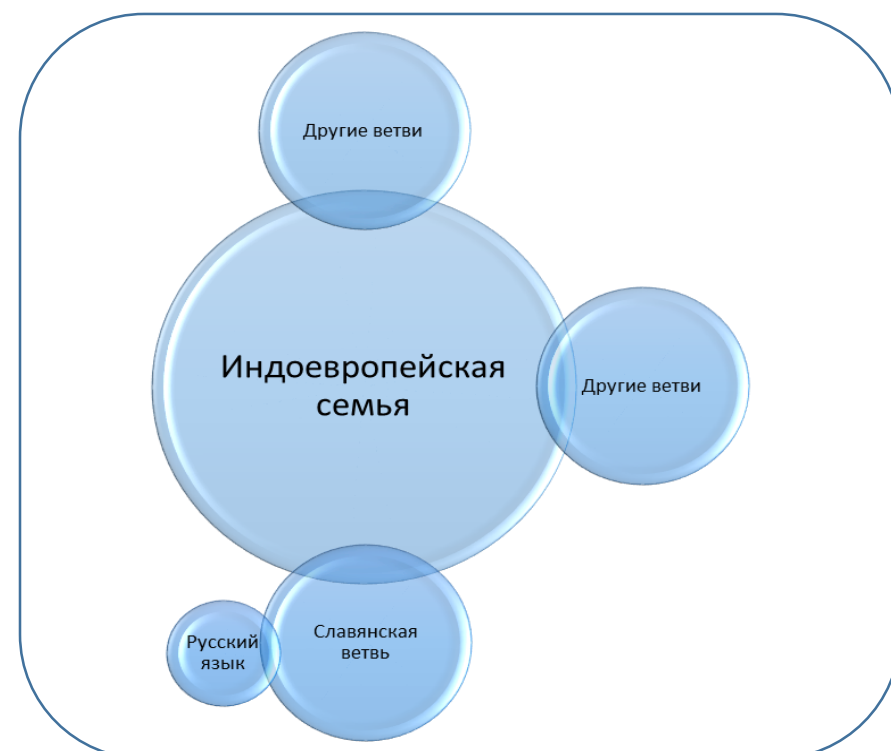 Другие ветви
Индоевропейская
семья
Другие ветви
Славянская
ветвь
Русский
язык